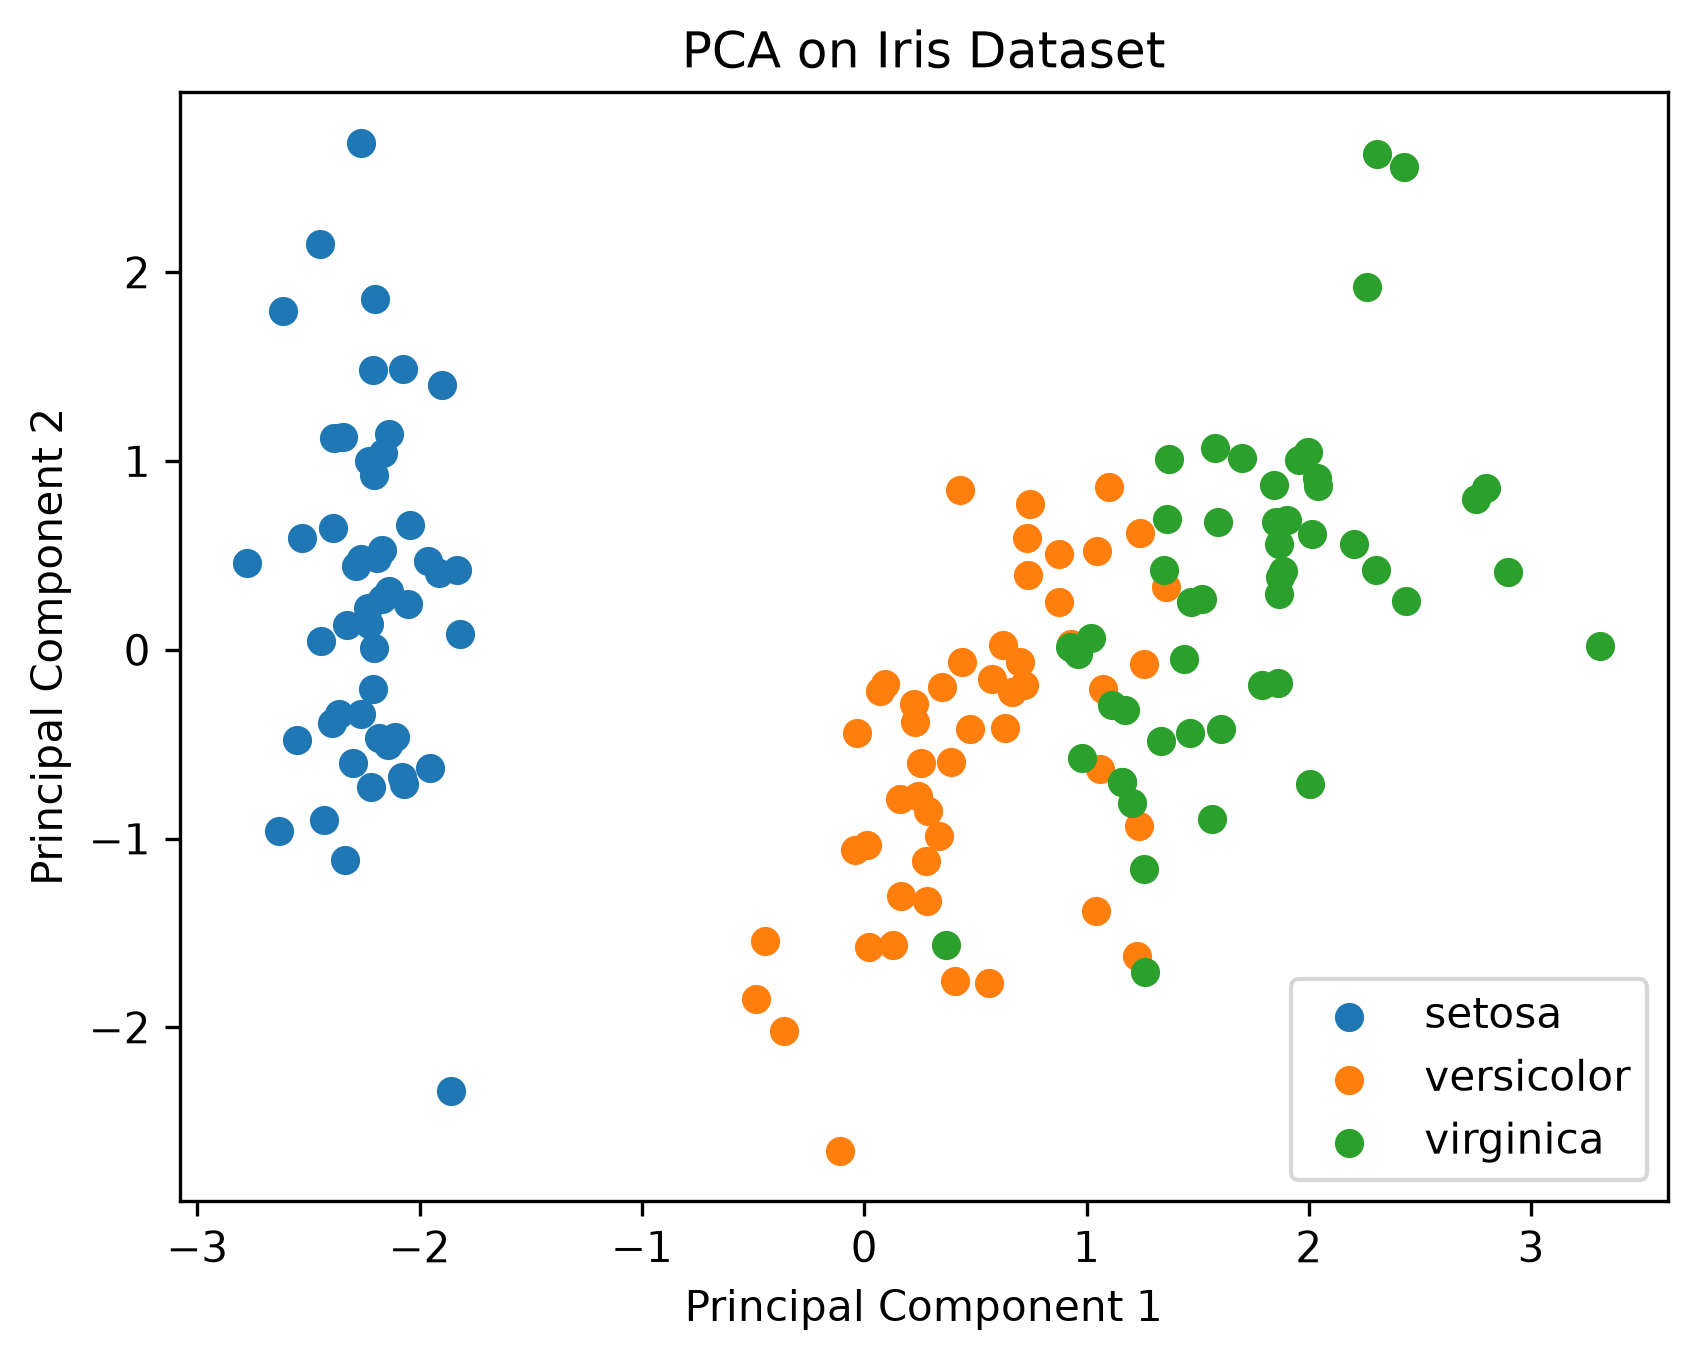 PCA on Iris Dataset
Principal Component 2
2
1
0
−1
−2
setosa
versicolor
virginica
−3 −2 −1 0 1 2 3
Principal Component 1